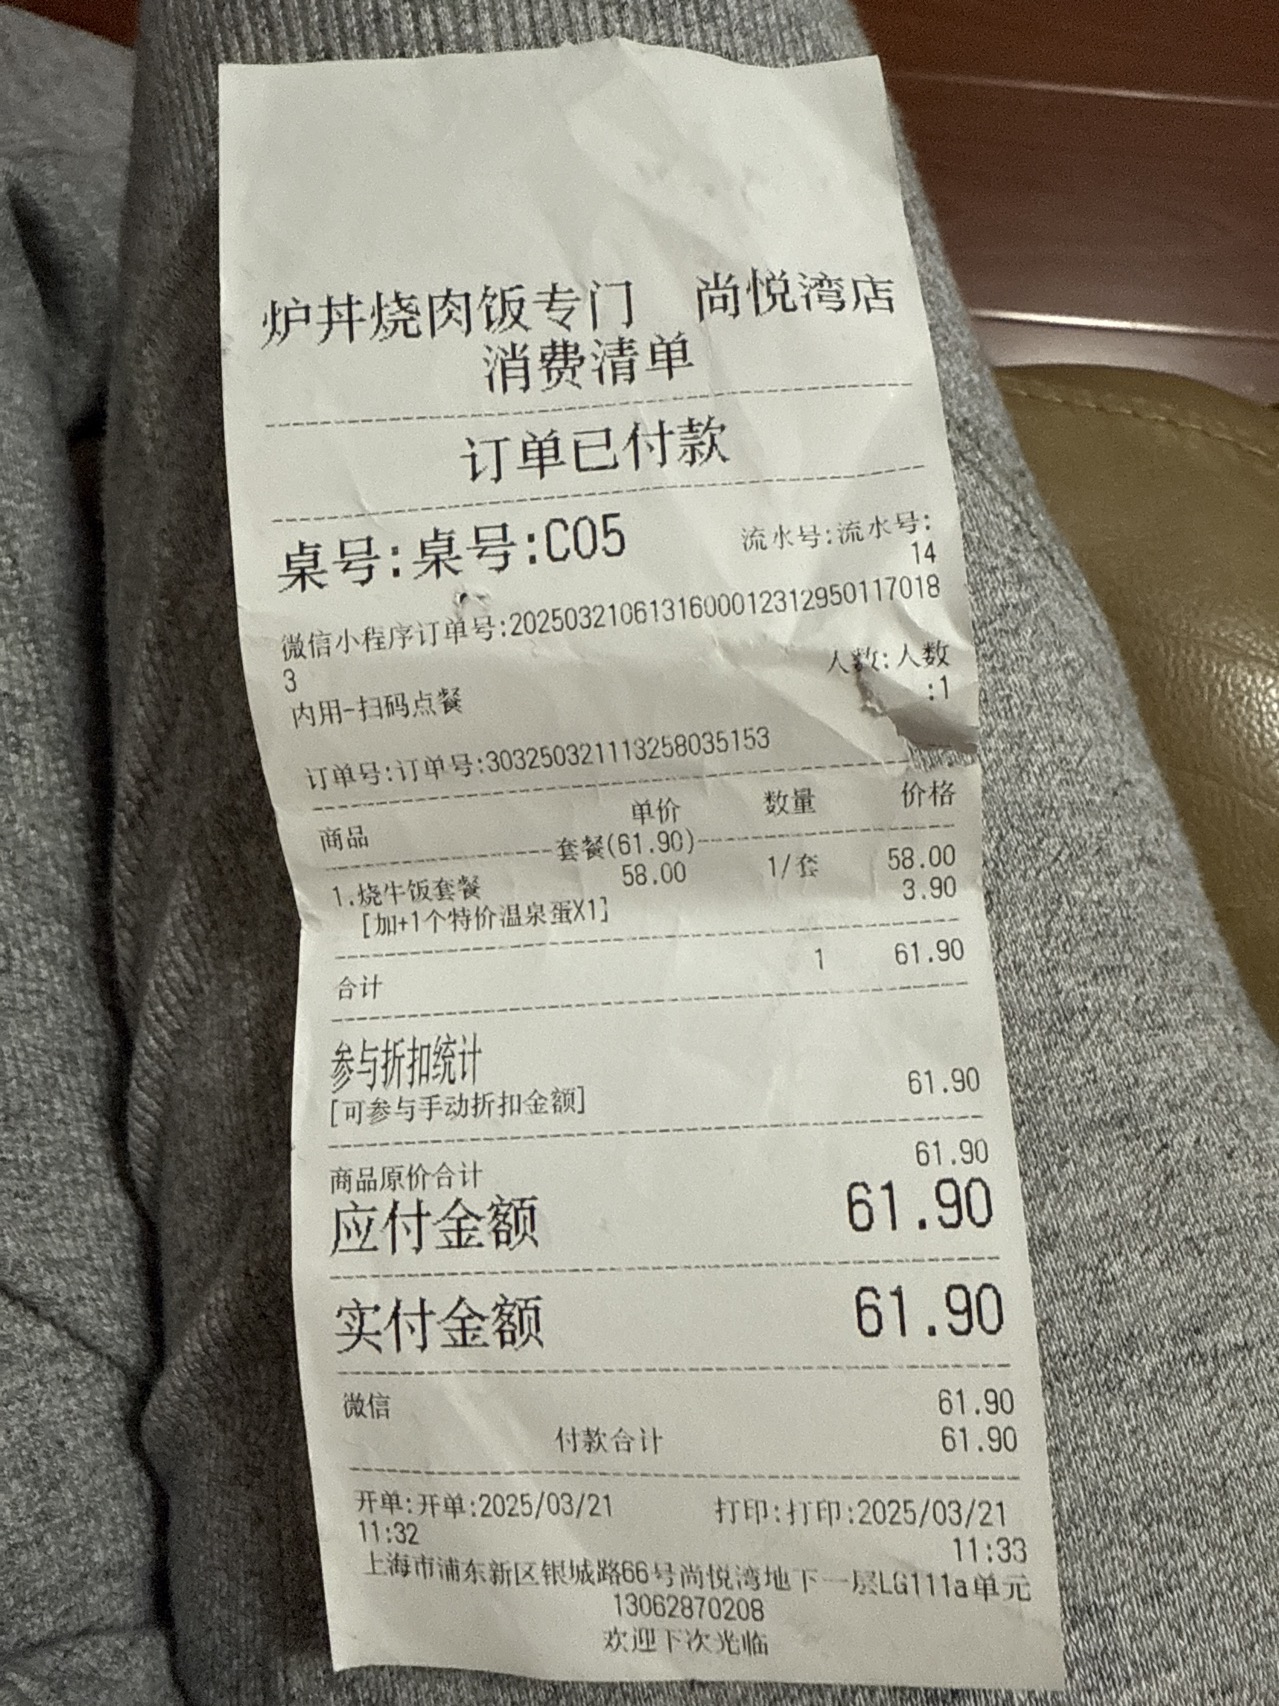 炉丼烧肉饭专门 尚悦湾店
消费清单
订单已付款
桌号:桌号:C05 流水号:流水号:
14
微信小程序订单号:2025032106131600012312950117018
3
内用-扫码点餐 人数:人数
:1
订单号:订单号:303250321113258035153
商品 单价 数量 价格
套餐(61.90)
1.烧牛饭套餐 58.00 1/套 58.00
[加+1个特价温泉蛋X1] 3.90
合计 1 61.90
参与折扣统计
[可参与手动折扣金额] 61.90
商品原价合计 61.90
应付金额 61.90
实付金额 61.90
微信 61.90
付款合计 61.90
开单:开单:2025/03/21 打印:打印:2025/03/21
11:32 11:33
上海市浦东新区银城路66号尚悦湾地下一层LG111a单元
13062870208
欢迎下次光临